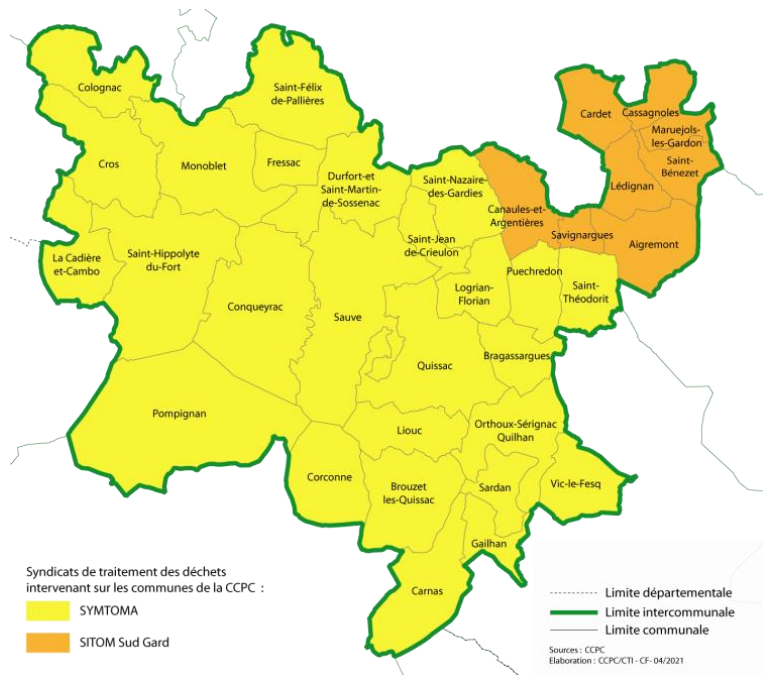 Colognac
Saint-Félix
de-Pallières
Cardet
Cassagnoles
Maruejols-
les-Gardon
Saint-
Bénezet
Cros
Monoblet
Fressac
Durfort-et
Saint-Martin-
de-Sossenac
Saint-Nazaire-
des-Gardies
Lédignan
Canaules-et-
Argentières
Savignargues
Aigremont
La Cadière
et-Cambo
Saint-Hippolyte
du-Fort
Saint-Jean
de-Crieulon
Conqueyrac
Sauve
Logrian-
Florian
Puechredon
Saint-
Théodorit
Quissac
Bragassargues
Pompignan
Liouc
Orthoux-Sérignac
Quilhan
Corconne
Brouzet
les-Quissac
Sardan
Vic-le-Fesq
Gailhan
Carnas
Syndicats de traitement des déchets
intervenant sur les communes de la CCPC :
SYMTOMA
SITOM Sud Gard
Limite départementale
Limite intercommunale
Limite communale
Sources : CCPC
Elaboration : CCPC/CTI - CF- 04/2021